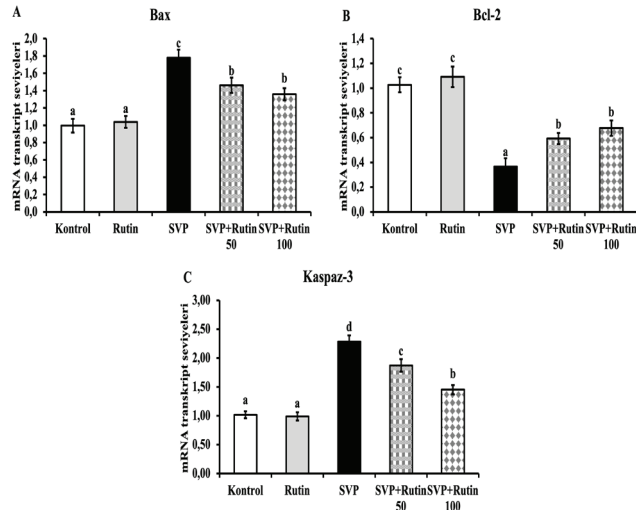 A
Bax
mRNA transkript seviyeleri
2,0
1,8
1,6
1,4
1,2
1,0
0,8
0,6
0,4
0,2
0,0
a
a
c
b
b
Kontrol Rutin SVP SVP+Rutin SVP+Rutin
50 100
B
Bcl-2
mRNA transkript seviyeleri
1,4
1,2
1,0
0,8
0,6
0,4
0,2
0,0
c
c
a
b
b
Kontrol Rutin SVP SVP+Rutin SVP+Rutin
50 100
C
Kaspaz-3
mRNA transkript seviyeleri
3,00
2,50
2,00
1,50
1,00
0,50
0,00
a
a
d
c
b
Kontrol Rutin SVP SVP+Rutin SVP+Rutin
50 100